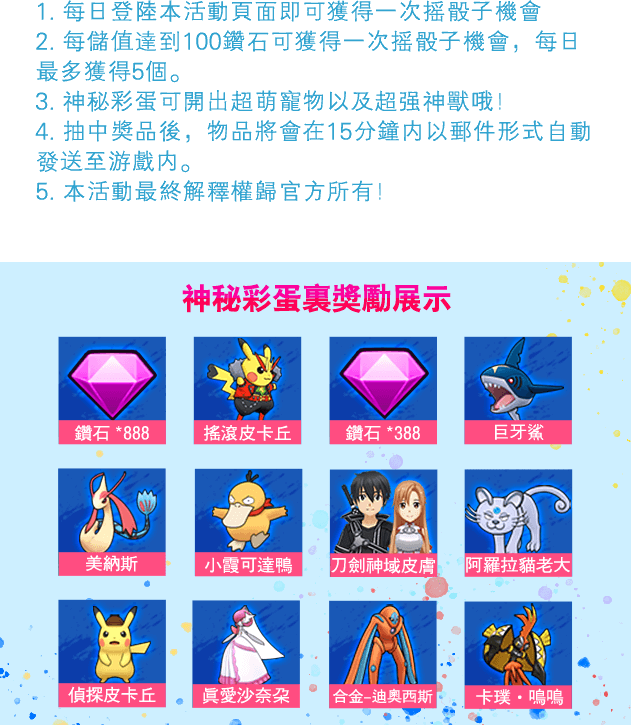 1. 每日登陸本活動頁面即可獲得一次搖骰子機會
2. 每儲值達到100鑽石可獲得一次搖骰子機會，每日
最多獲得5個。
3. 神秘彩蛋可開出超萌寵物以及超强神獸哦!
4. 抽中獎品後，物品將會在15分鐘内以郵件形式自動
發送至游戲内。
5. 本活動最終解釋權歸官方所有!
神秘彩蛋裏獎勵展示
鑽石 *888
搖滾皮卡丘
鑽石 *388
巨牙鯊
美納斯
小霞可達鴨
刀劍神域皮膚
阿羅拉貓老大
偵探皮卡丘
眞愛沙奈朶
合金-迪奧西斯
卡璞・鳴鳴